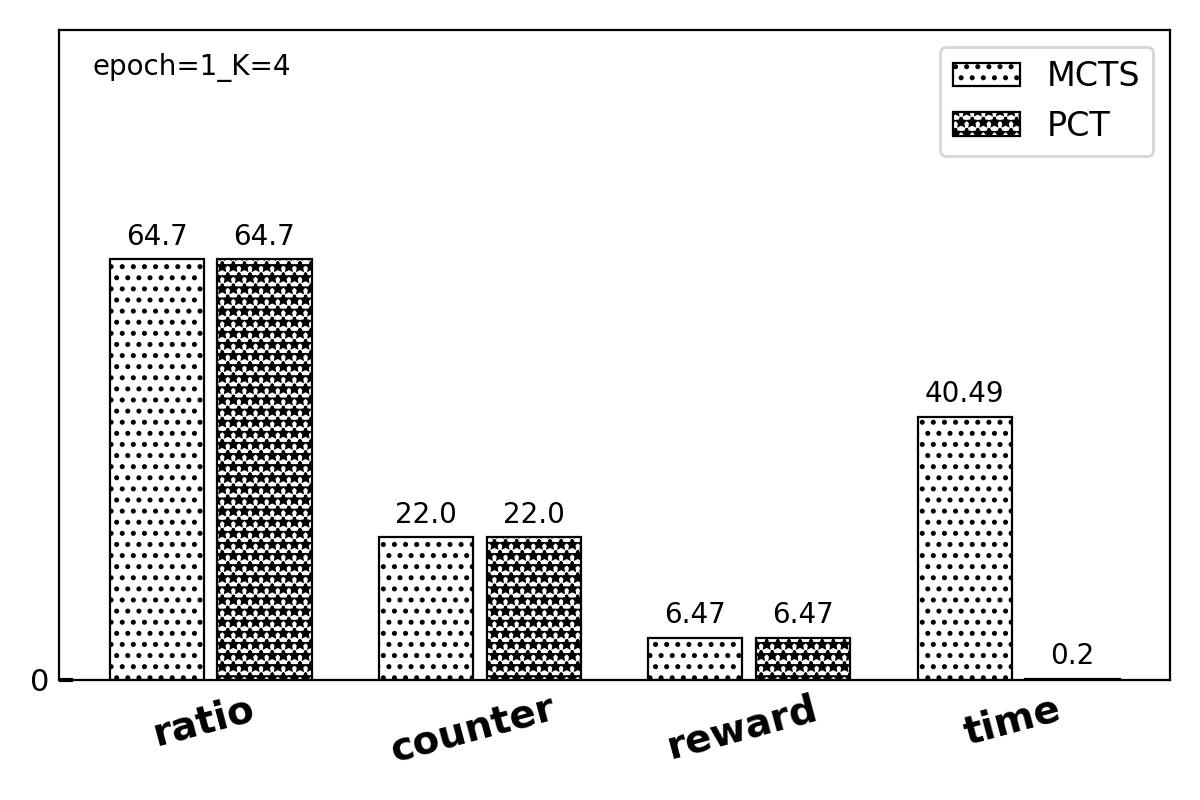 epoch=1_K=4
MCTS
PCT
64.7 64.7
22.0 22.0
6.47 6.47
40.49
0.2
0
ratio counter reward time